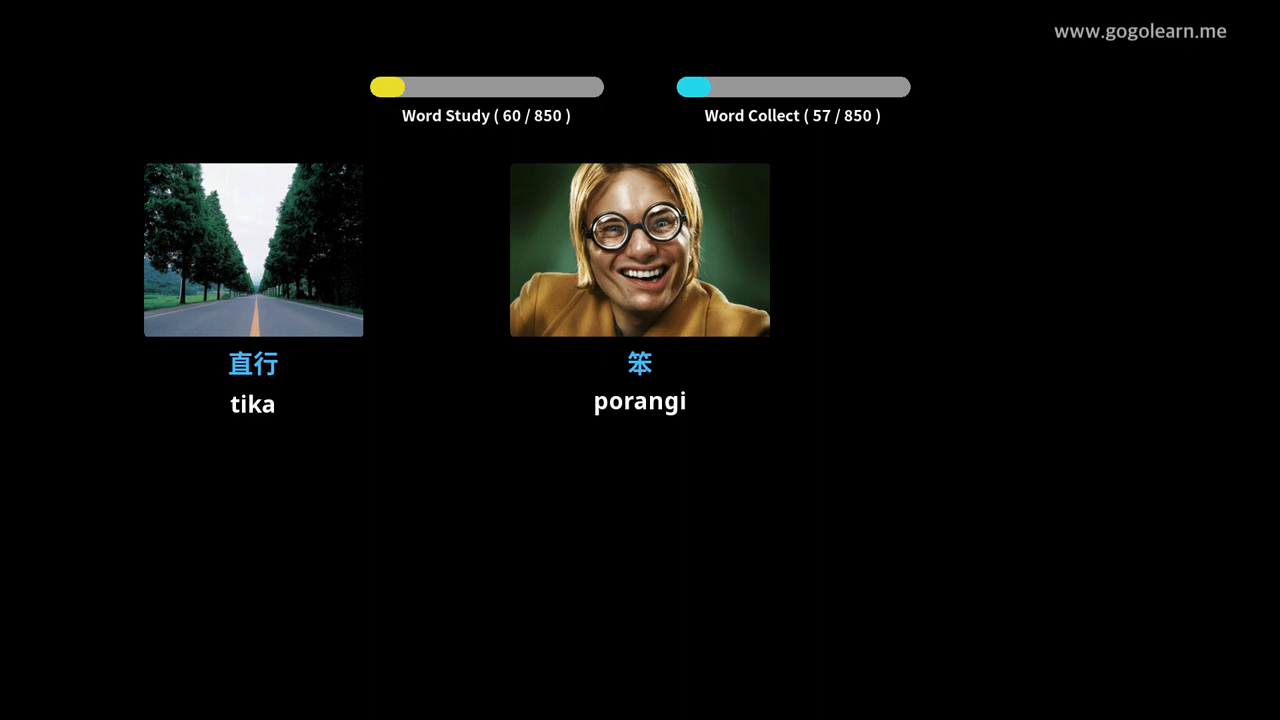 www.gogolearn.me
Word Study ( 60 / 850 )
Word Collect ( 57 / 850 )
直行
tika
笨
porangi